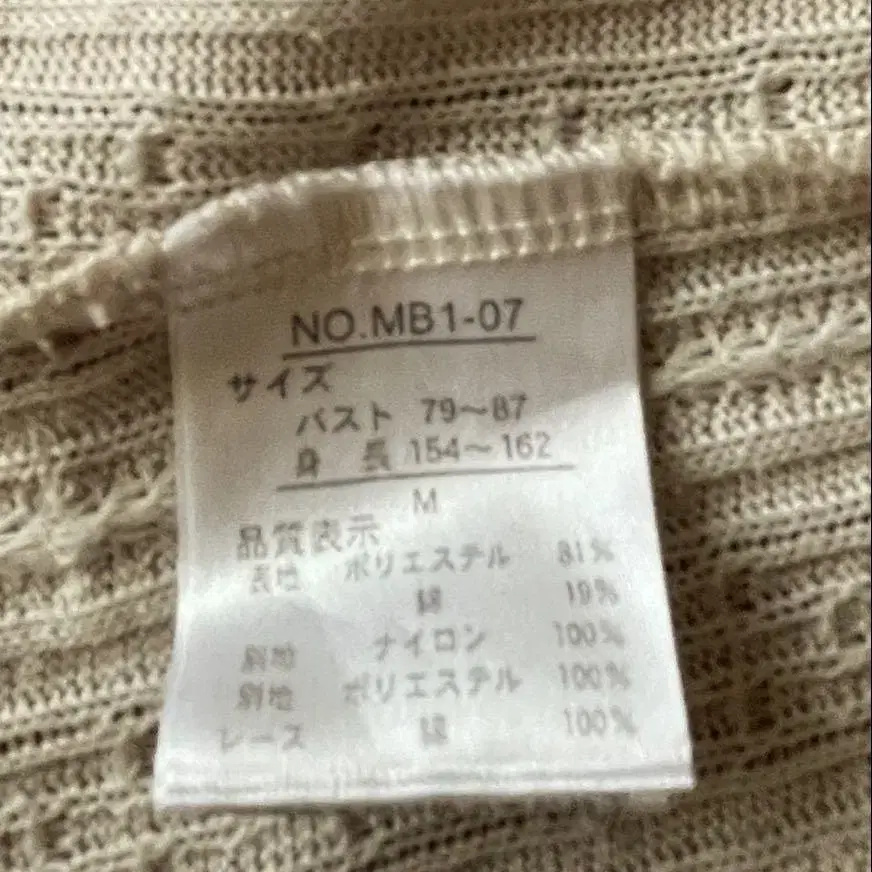 NO.MB1-07
サイズ
バスト 79〜87
身 長 154〜162
M
品質表示
表地 ポリエステル 81%
綿 19%
別地 ナイロン 100%
別地 ポリエステル 100%
レース 綿 100%